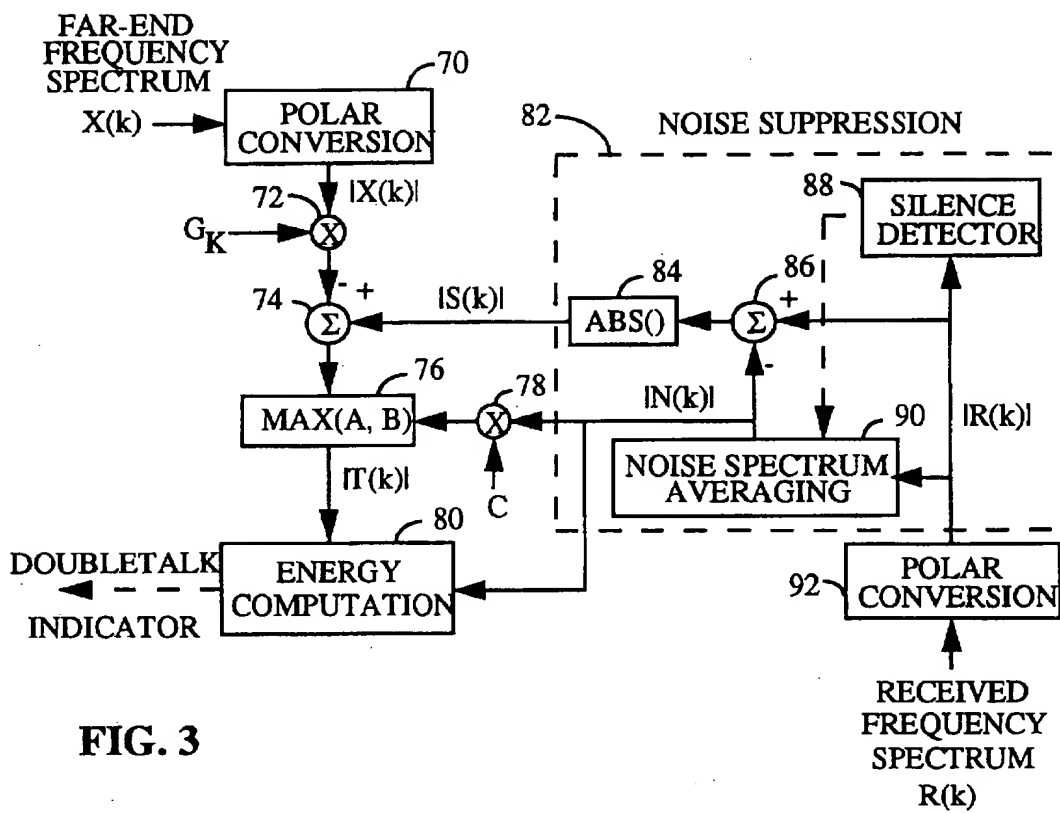 FAR-END
FREQUENCY
SPECTRUM
X(k)
70
POLAR
CONVERSION
|X(k)|
72
G_K
X
-
+
74
Σ
|S(k)|
82
NOISE SUPPRESSION
88
SILENCE
DETECTOR
84
ABS()
86
Σ
+
-
76
MAX(A, B)
78
X
C
|N(k)|
90
NOISE SPECTRUM
AVERAGING
|R(k)|
|T(k)|
80
ENERGY
COMPUTATION
DOUBLETALK
INDICATOR
92
POLAR
CONVERSION
RECEIVED
FREQUENCY
SPECTRUM
R(k)
FIG. 3